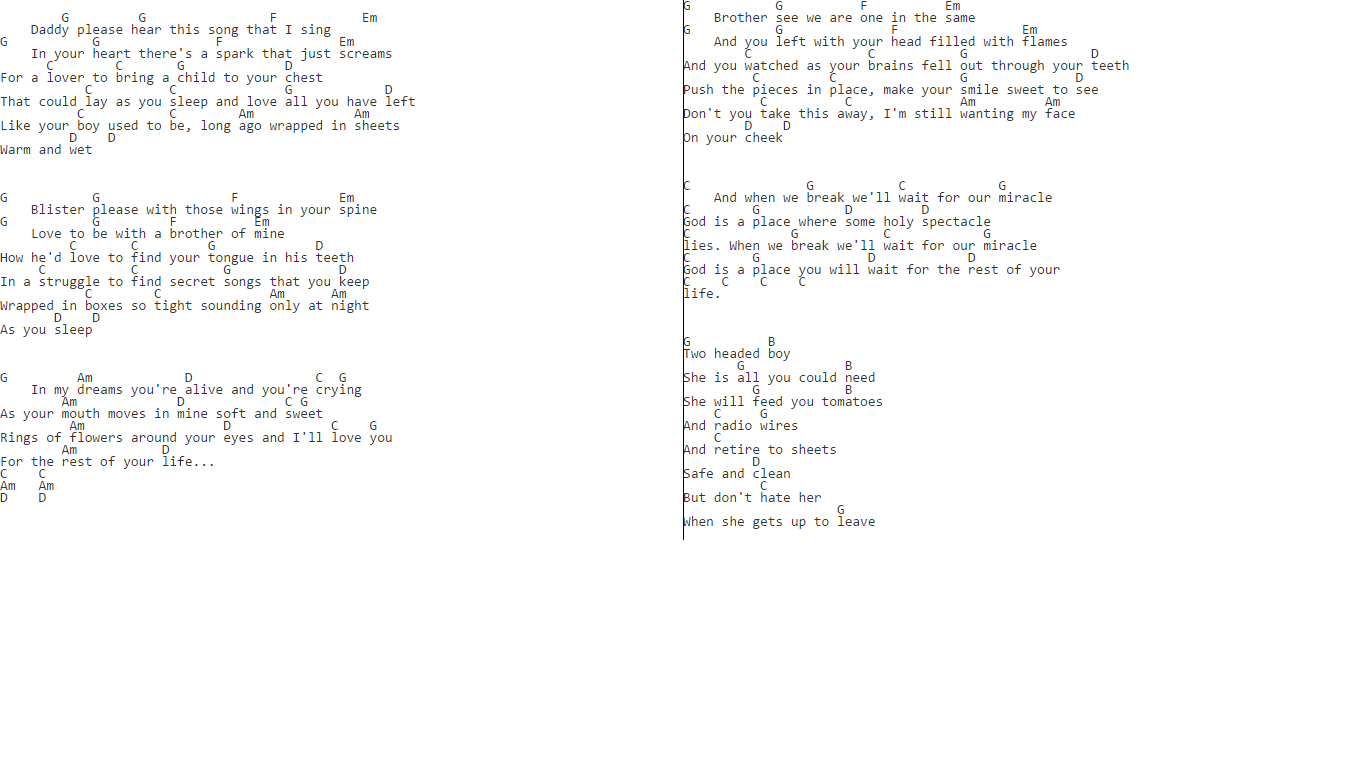 G G F Em
Daddy please hear this song that I sing
G G F Em
In your heart there's a spark that just screams
C C G D
For a lover to bring a child to your chest
C C G D
That could lay as you sleep and love all you have left
C C Am Am
Like your boy used to be, long ago wrapped in sheets
D D
Warm and wet
G G F Em
Blister please with those wings in your spine
G G F Em
Love to be with a brother of mine
C C G D
How he'd love to find your tongue in his teeth
C C G D
In a struggle to find secret songs that you keep
C C Am Am
Wrapped in boxes so tight sounding only at night
D D
As you sleep
G Am D C G
In my dreams you're alive and you're crying
Am D C G
As your mouth moves in mine soft and sweet
Am D C G
Rings of flowers around your eyes and I'll love you
Am D
For the rest of your life...
C C
Am Am
D D
G G F Em
Brother see we are one in the same
G G F Em
And you left with your head filled with flames
C C G D
And you watched as your brains fell out through your teeth
C C G D
Push the pieces in place, make your smile sweet to see
C C Am Am
Don't you take this away, I'm still wanting my face
D D
On your cheek
C G C G
And when we break we'll wait for our miracle
C G D D
God is a place where some holy spectacle
C G C G
lies. When we break we'll wait for our miracle
C G D D
God is a place you will wait for the rest of your
C C C C
life.
G B
Two headed boy
G B
She is all you could need
G B
She will feed you tomatoes
C G
And radio wires
C
And retire to sheets
D
Safe and clean
C
But don't hate her
G
When she gets up to leave